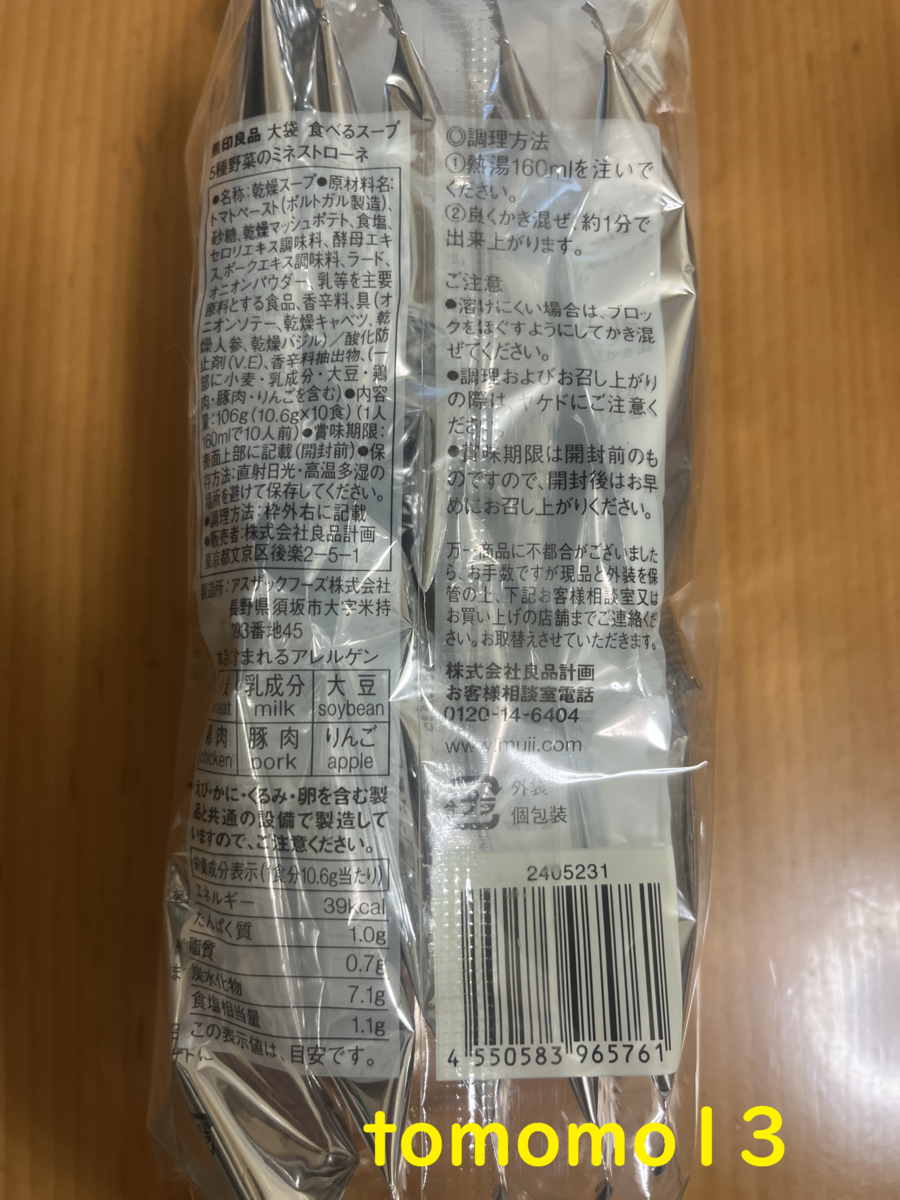 無印良品 大袋 食べるスープ
5種野菜のミネストローネ
●名称:乾燥スープ●原材料名:
トマトペースト(ポルトガル製造)、
砂糖、乾燥マッシュポテト、食塩、
セロリエキス調味料、酵母エキ
ス、ポークエキス調味料、ラード、
オニオンパウダー、乳等を主要
原料とする食品、香辛料、具(オ
ニオンソテー、乾燥キャベツ、乾
燥人参、乾燥バジル)/酸化防
止剤(V.E)、香辛料抽出物、(一
部に小麦・乳成分・大豆・鶏
肉・豚肉・りんごを含む)●内容
量:106g(10.6g×10食)(1人
160mlで10人前)●賞味期限:
表面上部に記載(開封前)●保
存方法:直射日光・高温多湿の
場所を避けて保存してください。
●調理方法:枠外右に記載
●販売者:株式会社良品計画
東京都文京区後楽2-5-1
製造所:アスザックフーズ株式会社
長野県須坂市大字米持
793番地45
本品に含まれるアレルゲン
乳成分 大豆
milk soybean
鶏肉 豚肉 りんご
chicken pork apple
えび・かに・くるみ・卵を含む製
品と共通の設備で製造して
いますので、ご注意ください。
栄養成分表示(1食分10.6g当たり)
エネルギー 39kcal
たんぱく質 1.0g
脂質 0.7g
炭水化物 7.1g
食塩相当量 1.1g
この表示値は、目安です。
◎調理方法
①熱湯160mlを注いで
ください。
②良くかき混ぜ、約1分で
出来上がります。
ご注意
●溶けにくい場合は、ブロッ
クをほぐすようにしてかき混
ぜてください。
●調理およびお召し上がり
の際は、ヤケドにご注意く
ださい。
●賞味期限は開封前のも
のですので、開封後はお早
めにお召し上がりください。
万一商品に不都合がございました
ら、お手数ですが現品と外装を保
管の上、下記お客様相談室又は
お買い上げの店舗までご連絡くだ
さい。お取替えさせていただきます。
株式会社良品計画
お客様相談室電話
0120-14-6404
www.muji.com
プラ
外装
個包装
2405231
4 550583 965761
tomomo13